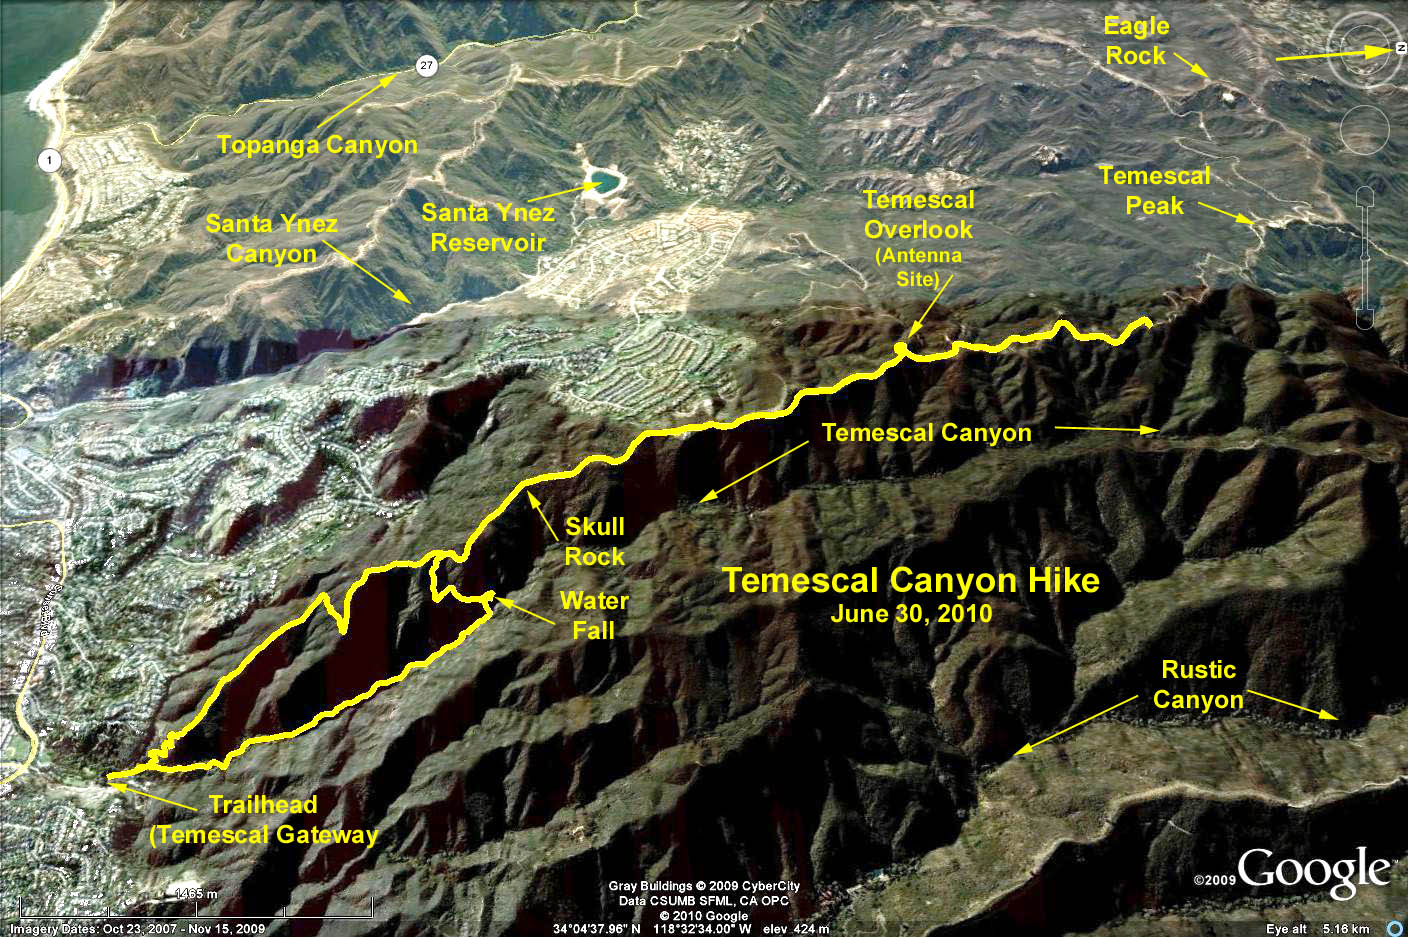 Eagle
Rock
N
27
Topanga Canyon
1
Santa Ynez
Canyon
Santa Ynez
Reservoir
Temescal
Overlook
(Antenna
Site)
Temescal
Peak
Temescal Canyon
Skull
Rock
Water
Fall
Temescal Canyon Hike
June 30, 2010
Rustic
Canyon
Trailhead
(Temescal Gateway
1465 m
Gray Buildings © 2009 CyberCity
Data CSUMB SFML, CA OPC
© 2010 Google
©2009 Google™
Imagery Dates: Oct 23, 2007 - Nov 15, 2009
34°04'37.96" N 118°32'34.00" W elev 424 m
Eye alt 5.16 km